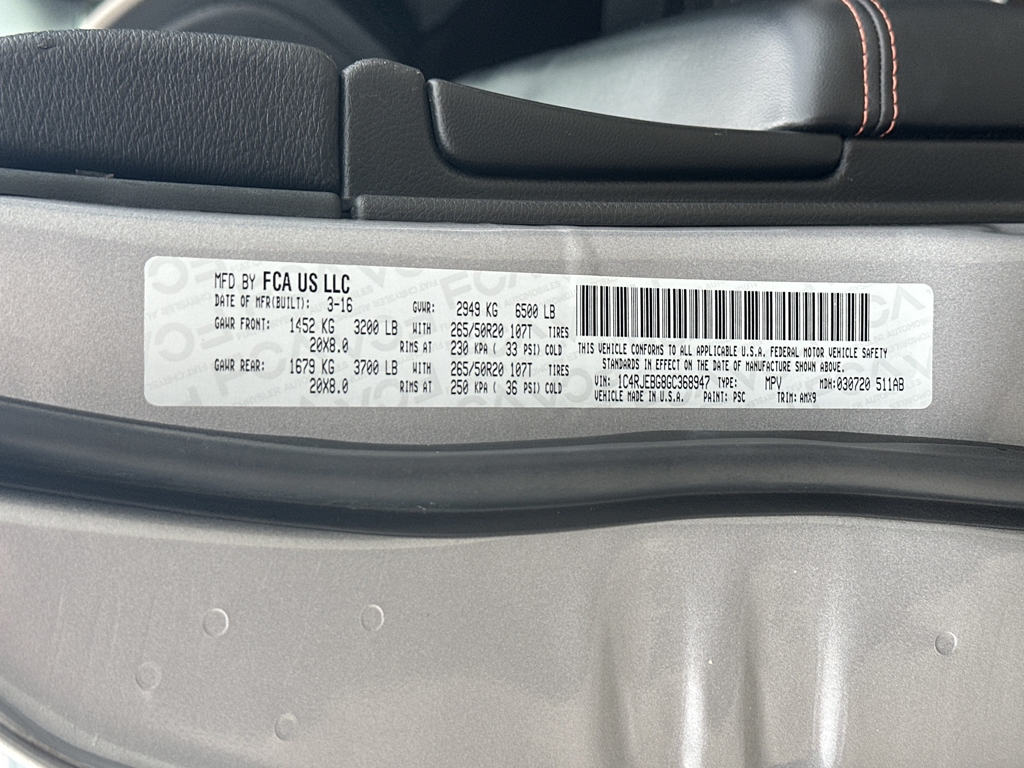 MFD BY FCA US LLC
DATE OF MFR(BUILT): 3-16 GVWR: 2949 KG 6500 LB
GAWR FRONT: 1452 KG 3200 LB WITH 265/50R20 107T TIRES
20X8.0 RIMS AT 230 KPA ( 33 PSI) COLD
GAWR REAR: 1679 KG 3700 LB WITH 265/50R20 107T TIRES
20X8.0 RIMS AT 250 KPA ( 36 PSI) COLD
THIS VEHICLE CONFORMS TO ALL APPLICABLE U.S.A. FEDERAL MOTOR VEHICLE SAFETY
STANDARDS IN EFFECT ON THE DATE OF MANUFACTURE SHOWN ABOVE.
VIN: 1C4RJEBG8GC368947 TYPE: MPV MDH:030720 511AB
VEHICLE MADE IN U.S.A. PAINT: PSC TRIM: AMX9